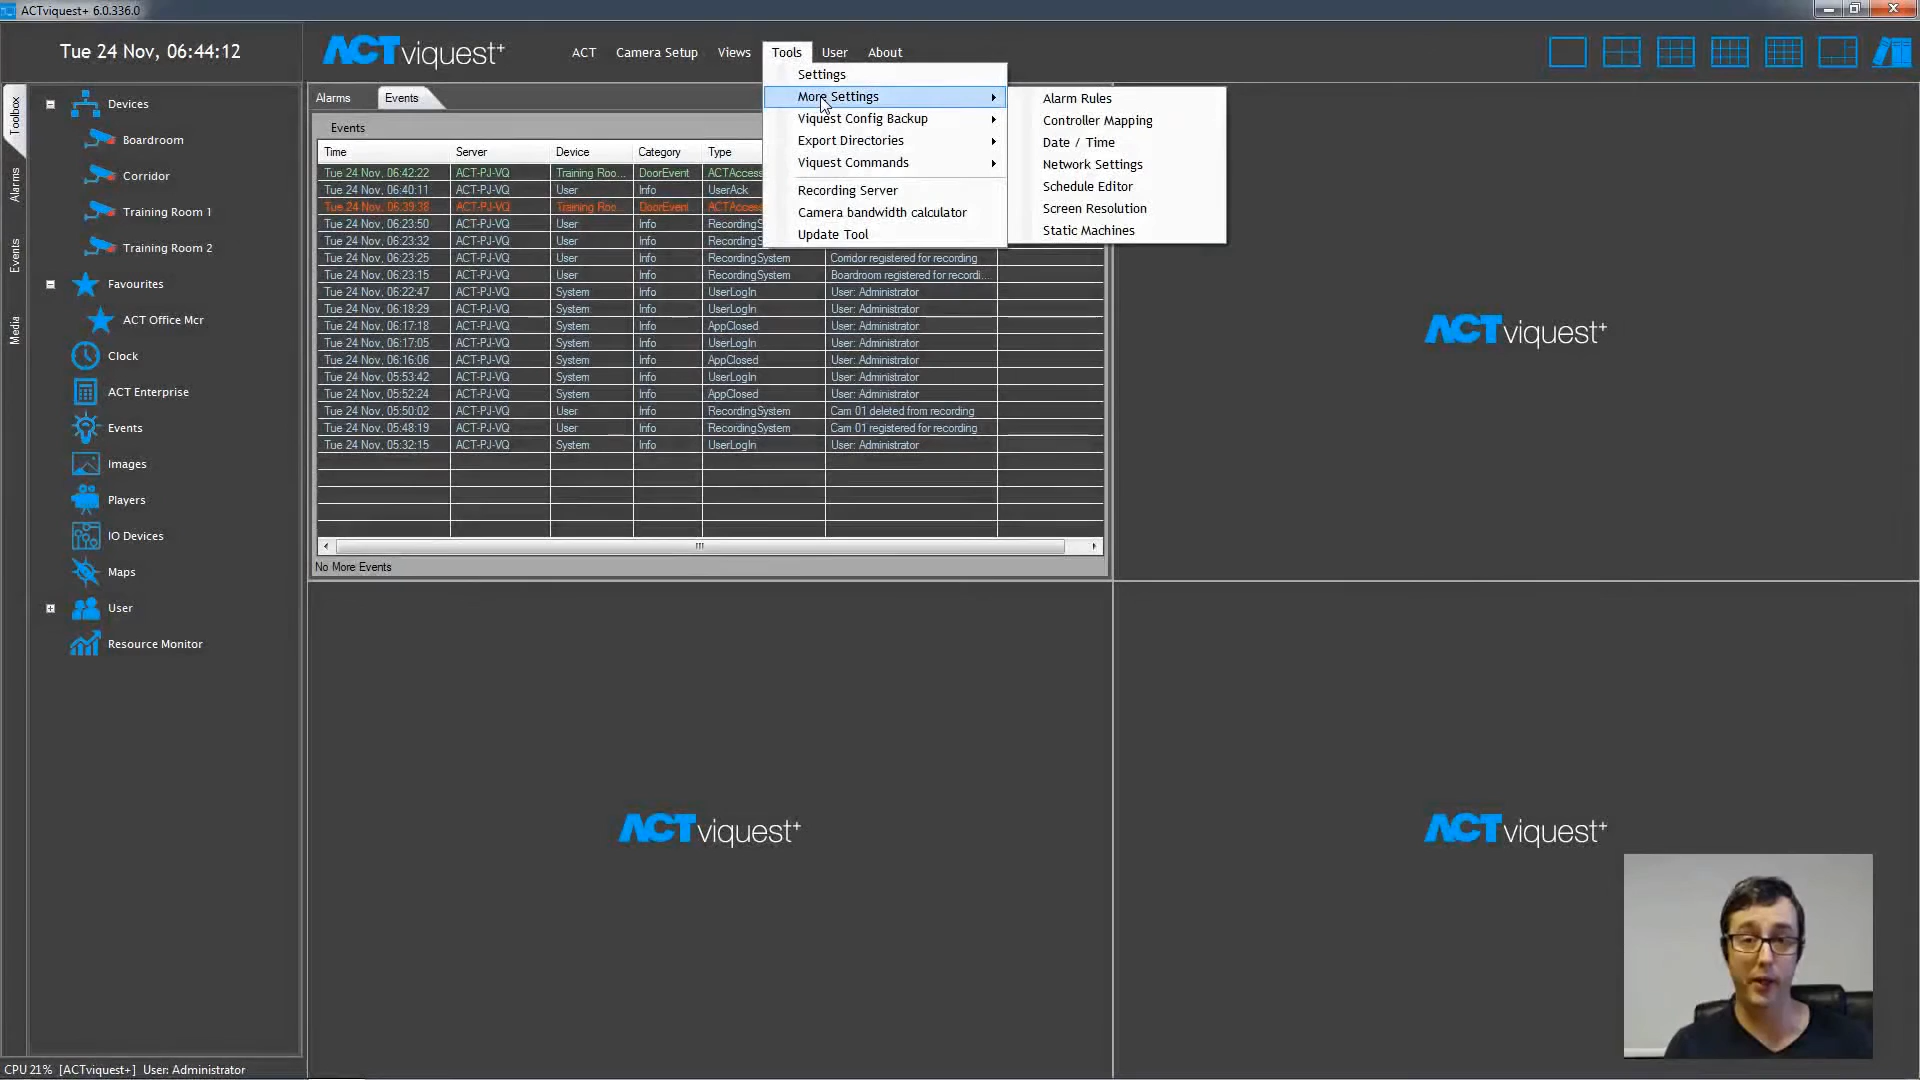 ACTviquest+ 6.0.336.0
Tue 24 Nov, 06:44:12
ACTviquest+
ACT Camera Setup Views Tools User About
Settings
More Settings
Viquest Config Backup
Export Directories
Viquest Commands
Recording Server
Camera bandwidth calculator
Update Tool
Alarm Rules
Controller Mapping
Date / Time
Network Settings
Schedule Editor
Screen Resolution
Static Machines
Toolbox
Alarms
Events
Media
Devices
Boardroom
Corridor
Training Room 1
Training Room 2
Favourites
ACT Office Mcr
Clock
ACT Enterprise
Events
Images
Players
IO Devices
Maps
User
Resource Monitor
Alarms Events
Events
Time Server Device Category Type
Tue 24 Nov, 06:42:22 ACT-PJ-VQ Training Roo... DoorEvent ACTAccess
Tue 24 Nov, 06:40:11 ACT-PJ-VQ User Info UserAck
Tue 24 Nov, 06:39:38 ACT-PJ-VQ Training Roo... DoorEvent ACTAccess
Tue 24 Nov, 06:23:50 ACT-PJ-VQ User Info RecordingS
Tue 24 Nov, 06:23:32 ACT-PJ-VQ User Info RecordingS
Tue 24 Nov, 06:23:25 ACT-PJ-VQ User Info RecordingSystem Corridor registered for recording
Tue 24 Nov, 06:23:15 ACT-PJ-VQ User Info RecordingSystem Boardroom registered for recordi...
Tue 24 Nov, 06:22:47 ACT-PJ-VQ System Info UserLogIn User: Administrator
Tue 24 Nov, 06:18:29 ACT-PJ-VQ System Info UserLogIn User: Administrator
Tue 24 Nov, 06:17:18 ACT-PJ-VQ System Info AppClosed User: Administrator
Tue 24 Nov, 06:17:05 ACT-PJ-VQ System Info UserLogIn User: Administrator
Tue 24 Nov, 06:16:06 ACT-PJ-VQ System Info AppClosed User: Administrator
Tue 24 Nov, 05:53:42 ACT-PJ-VQ System Info UserLogIn User: Administrator
Tue 24 Nov, 05:52:24 ACT-PJ-VQ System Info AppClosed User: Administrator
Tue 24 Nov, 05:50:02 ACT-PJ-VQ User Info RecordingSystem Cam 01 deleted from recording
Tue 24 Nov, 05:48:19 ACT-PJ-VQ User Info RecordingSystem Cam 01 registered for recording
Tue 24 Nov, 05:32:15 ACT-PJ-VQ System Info UserLogIn User: Administrator
No More Events
ACTviquest+
ACTviquest+
ACTviquest+
CPU 21% [ACTviquest+] User: Administrator